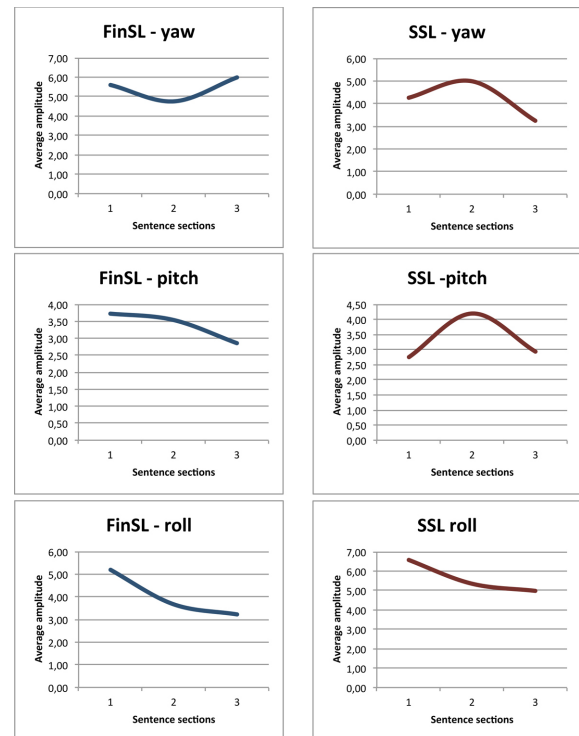 FinSL - yaw
7,00
6,00
5,00
4,00
3,00
2,00
1,00
0,00
Average amplitude
1 2 3
Sentence sections
SSL - yaw
6,00
5,00
4,00
3,00
2,00
1,00
0,00
Average amplitude
1 2 3
Sentence sections
FinSL - pitch
4,00
3,50
3,00
2,50
2,00
1,50
1,00
0,50
0,00
Average amplitude
1 2 3
Sentence sections
SSL -pitch
4,50
4,00
3,50
3,00
2,50
2,00
1,50
1,00
0,50
0,00
Average amplitude
1 2 3
Sentence sections
FinSL - roll
6,00
5,00
4,00
3,00
2,00
1,00
0,00
Average amplitude
1 2 3
Sentence sections
SSL roll
7,00
6,00
5,00
4,00
3,00
2,00
1,00
0,00
Average amplitude
1 2 3
Sentence sections